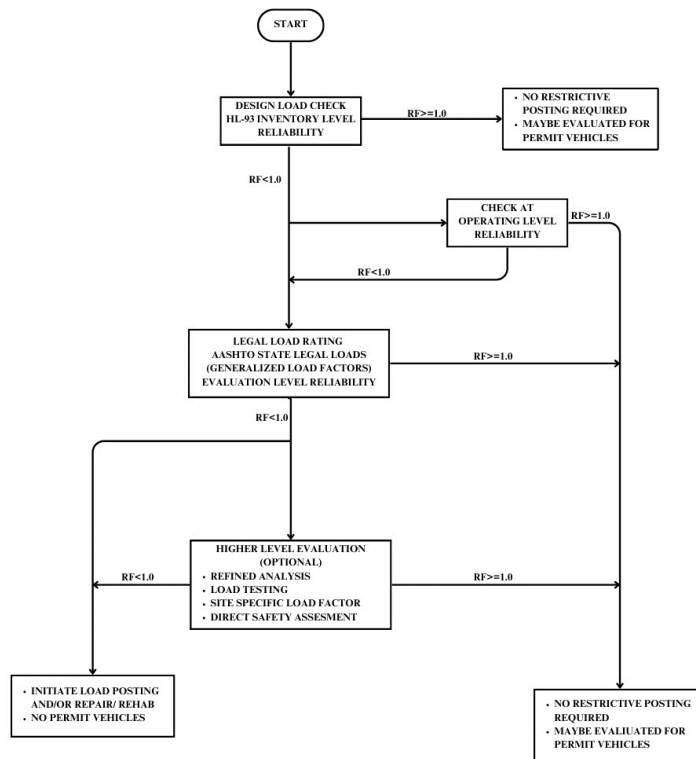 START
DESIGN LOAD CHECK
HL-93 INVENTORY LEVEL
RELIABILITY
RF>=1.0
• NO RESTRICTIVE
POSTING REQUIRED
• MAYBE EVALUATED FOR
PERMIT VEHICLES
RF<1.0
CHECK AT
OPERATING LEVEL
RELIABILITY
RF>=1.0
RF<1.0
LEGAL LOAD RATING
AASHTO STATE LEGAL LOADS
(GENERALIZED LOAD FACTORS)
EVALUATION LEVEL RELIABILITY
RF>=1.0
RF<1.0
HIGHER LEVEL EVALUATION
(OPTIONAL)
• REFINED ANALYSIS
• LOAD TESTING
• SITE SPECIFIC LOAD FACTOR
• DIRECT SAFETY ASSESMENT
RF<1.0
RF>=1.0
• INITIATE LOAD POSTING
AND/OR REPAIR/ REHAB
• NO PERMIT VEHICLES
• NO RESTRICTIVE POSTING
REQUIRED
• MAYBE EVALIUATED FOR
PERMIT VEHICLES